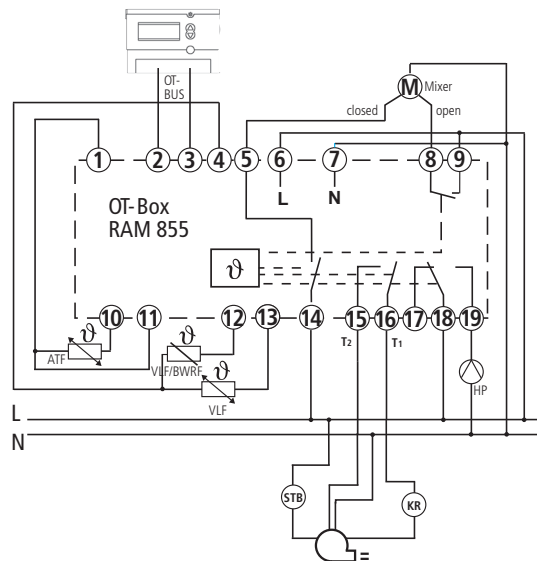 OT-
BUS
M Mixer
closed open
1 2 3 4 5 6 7 8 9
L N
OT-Box
RAM 855
ϑ
10 11 12 13 14 15 16 17 18 19
ϑ ϑ ϑ
T2 T1
ATF VLF/BWRF VLF HP
L
N
STB KR